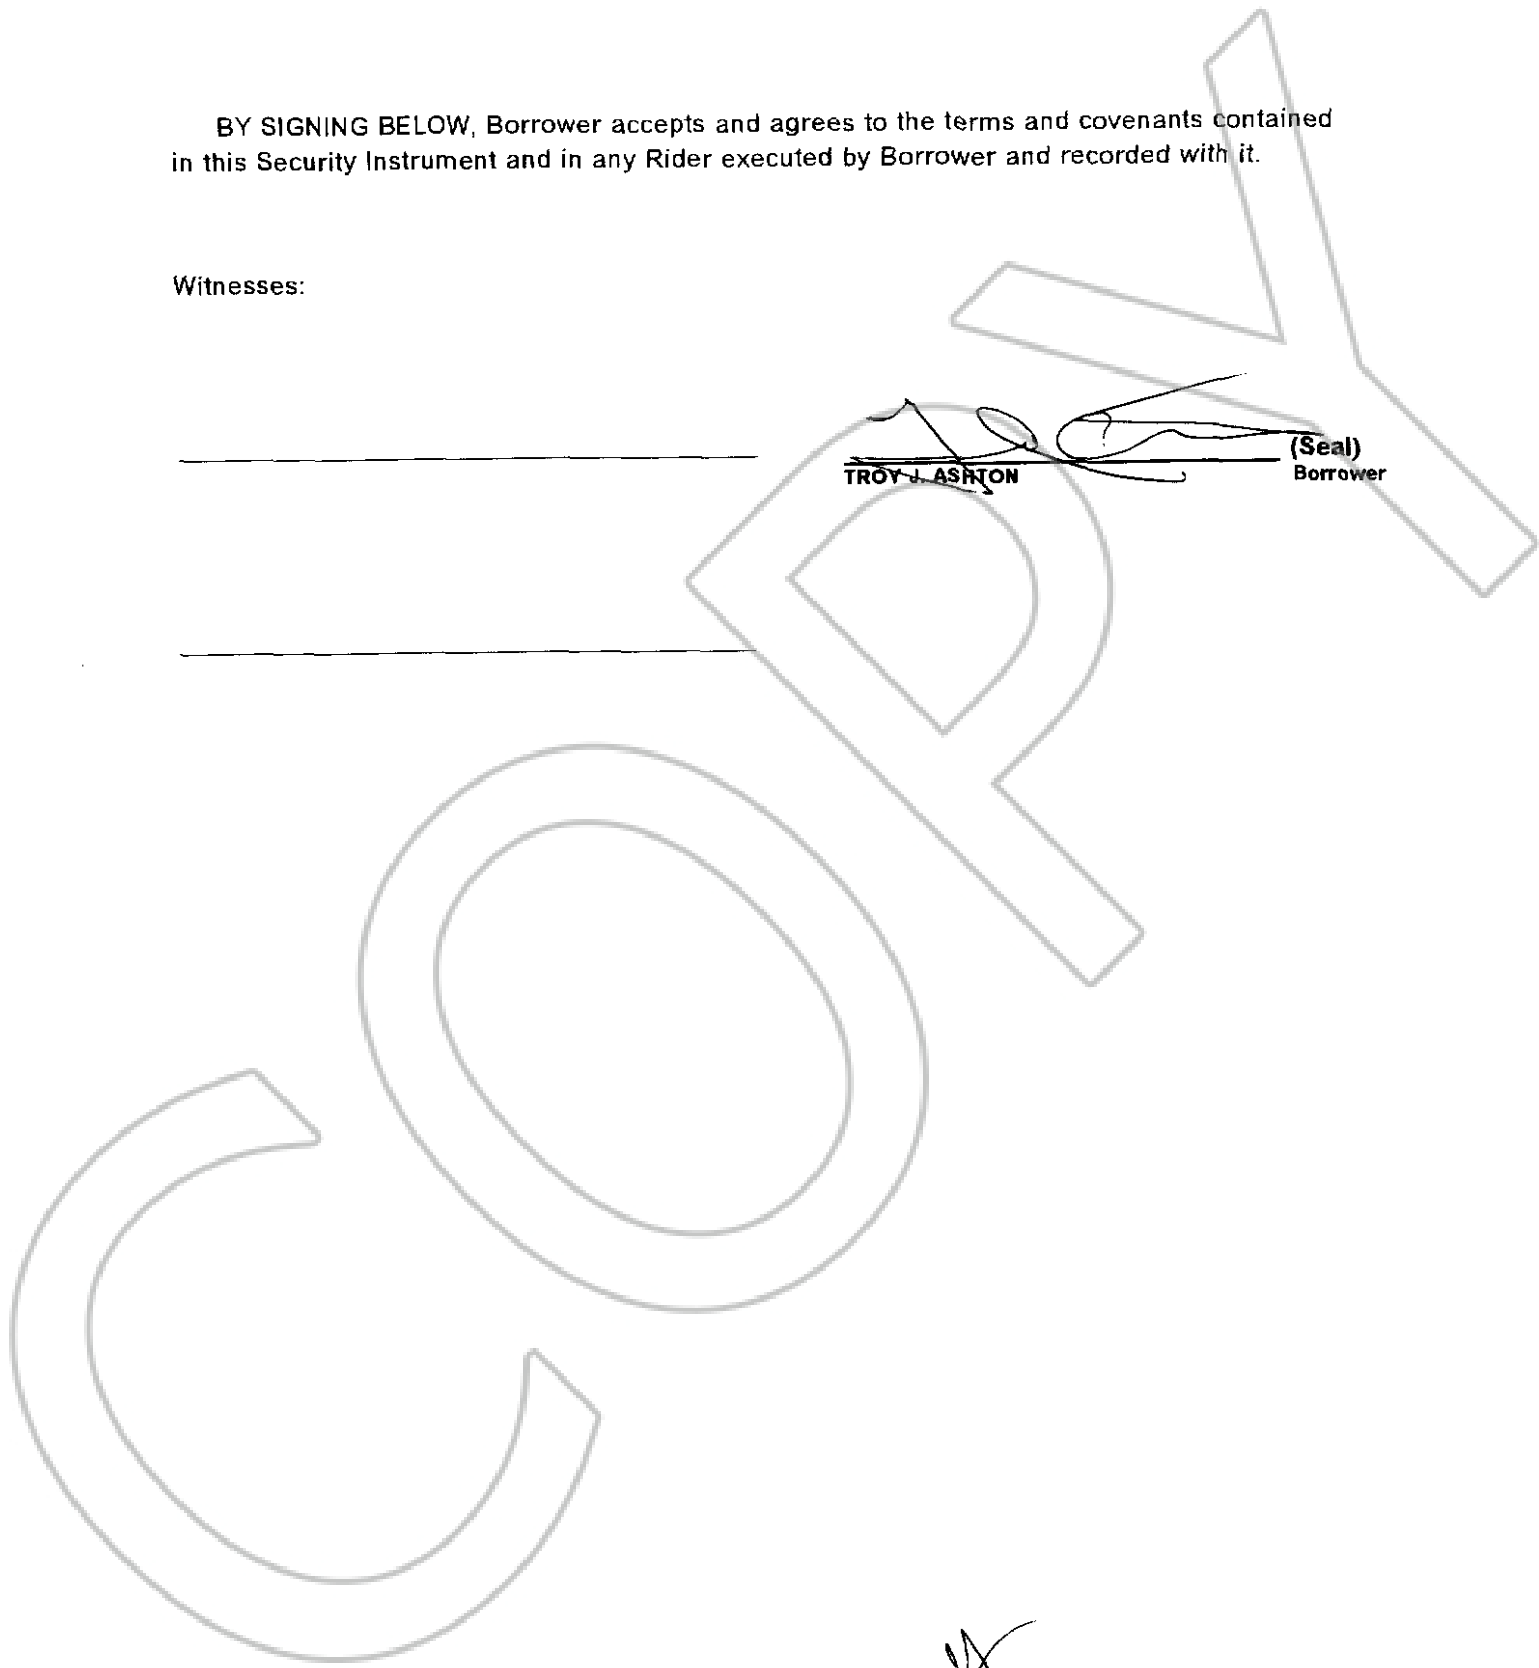 BY SIGNING BELOW, Borrower accepts and agrees to the terms and covenants contained
in this Security Instrument and in any Rider executed by Borrower and recorded with it.
Witnesses:
(Seal)
TROY J. ASHTON Borrower
COPY